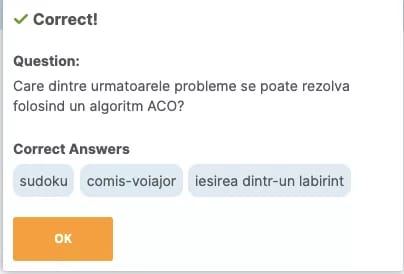 Correct!
Question:
Care dintre urmatoarele probleme se poate rezolva
folosind un algoritm ACO?
Correct Answers
sudoku comis-voiajor iesirea dintr-un labirint
OK